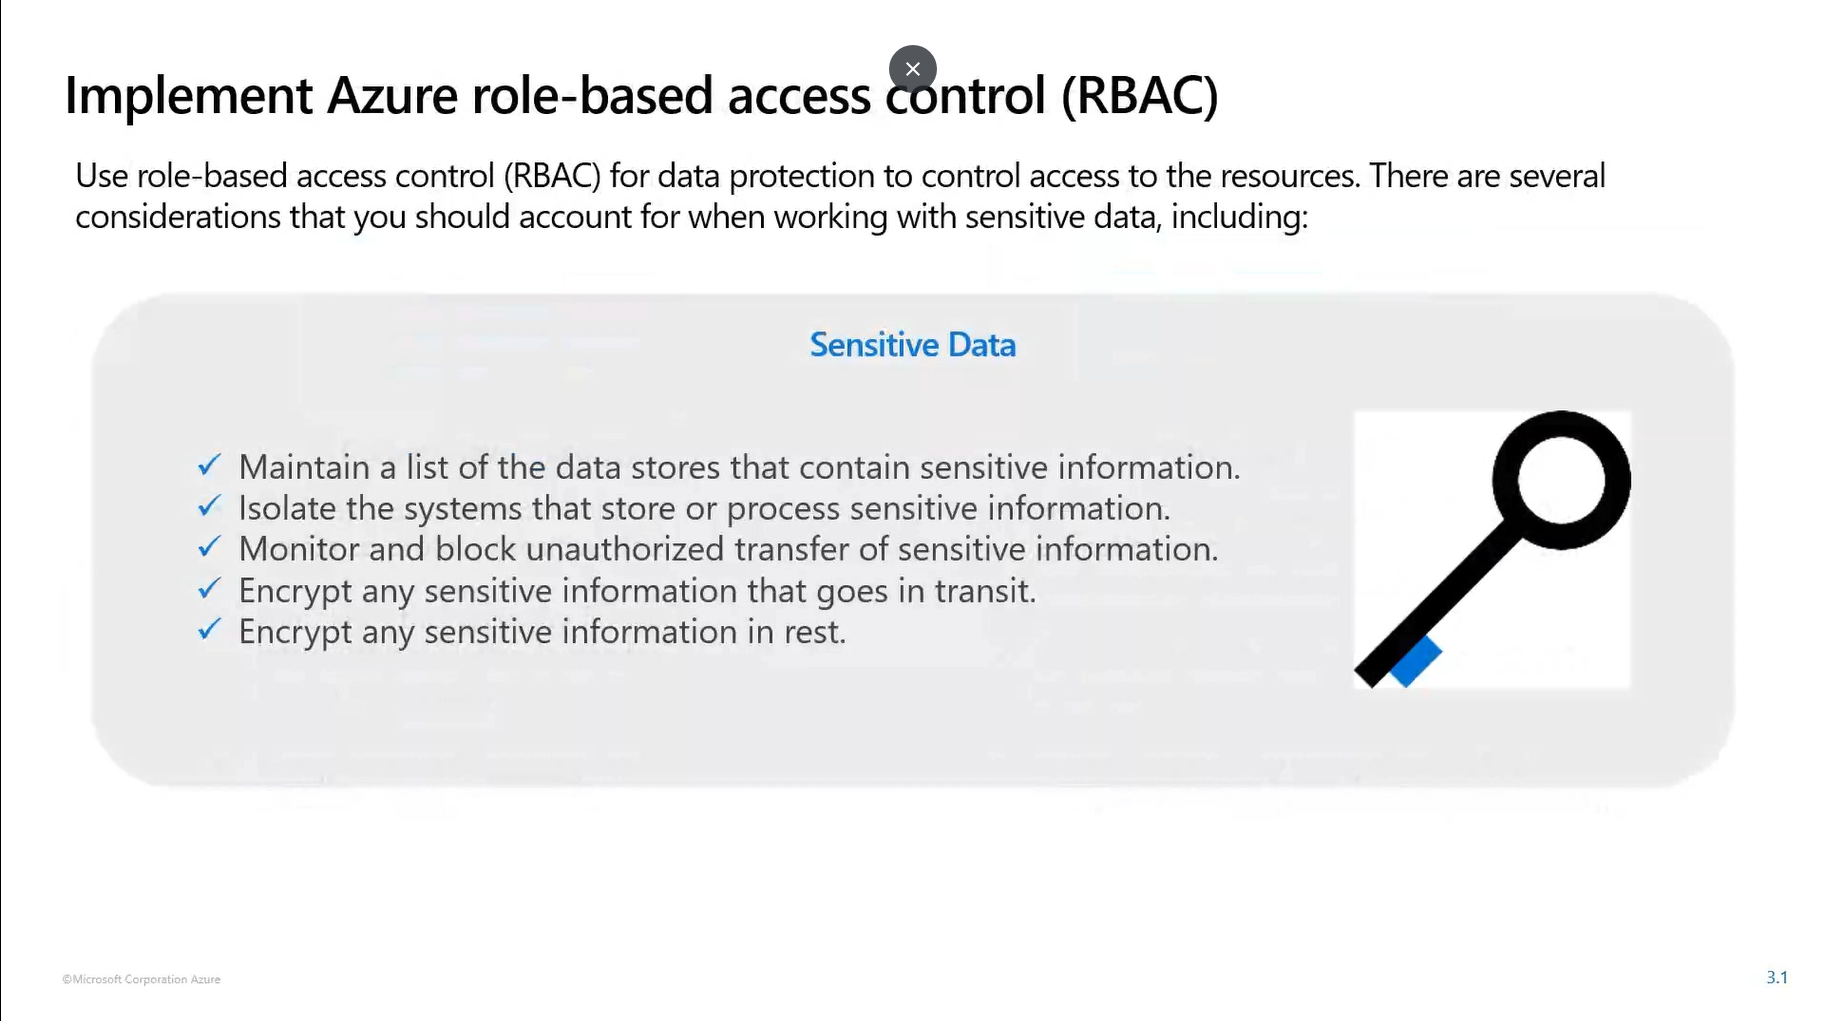 Implement Azure role-based access control (RBAC)
Use role-based access control (RBAC) for data protection to control access to the resources. There are several
considerations that you should account for when working with sensitive data, including:
Sensitive Data
✓ Maintain a list of the data stores that contain sensitive information.
✓ Isolate the systems that store or process sensitive information.
✓ Monitor and block unauthorized transfer of sensitive information.
✓ Encrypt any sensitive information that goes in transit.
✓ Encrypt any sensitive information in rest.
©Microsoft Corporation Azure
3.1